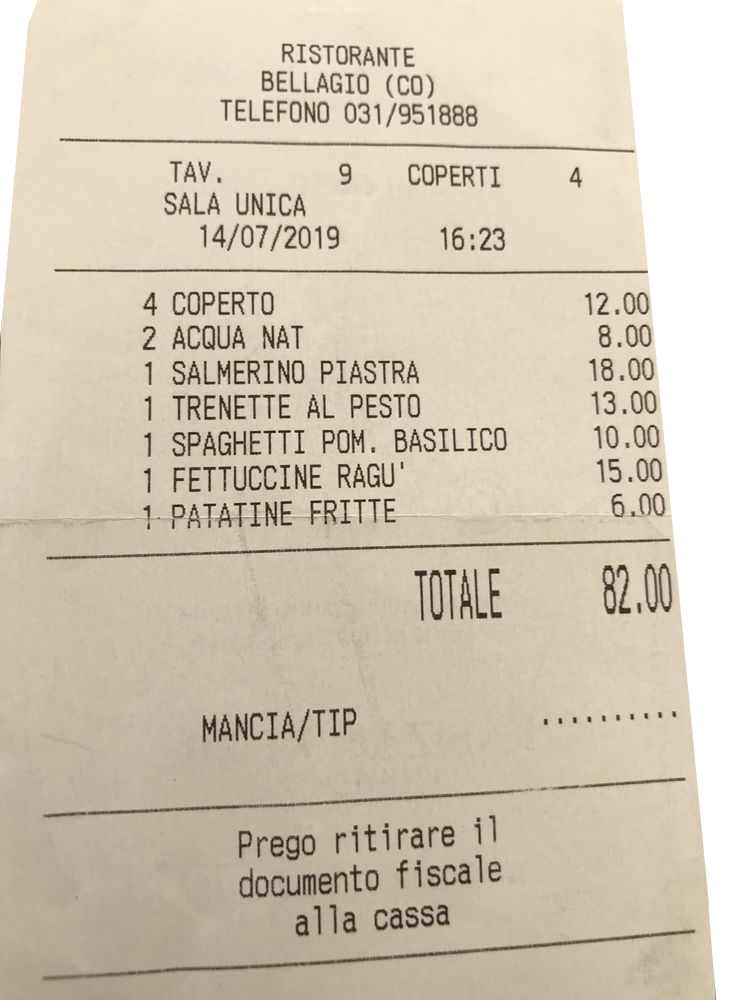 RISTORANTE
BELLAGIO (CO)
TELEFONO 031/951888
TAV. 9 COPERTI 4
SALA UNICA
14/07/2019 16:23
4 COPERTO 12.00
2 ACQUA NAT 8.00
1 SALMERINO PIASTRA 18.00
1 TRENETTE AL PESTO 13.00
1 SPAGHETTI POM. BASILICO 10.00
1 FETTUCCINE RAGU' 15.00
1 PATATINE FRITTE 6.00
TOTALE 82.00
MANCIA/TIP ..........
Prego ritirare il
documento fiscale
alla cassa